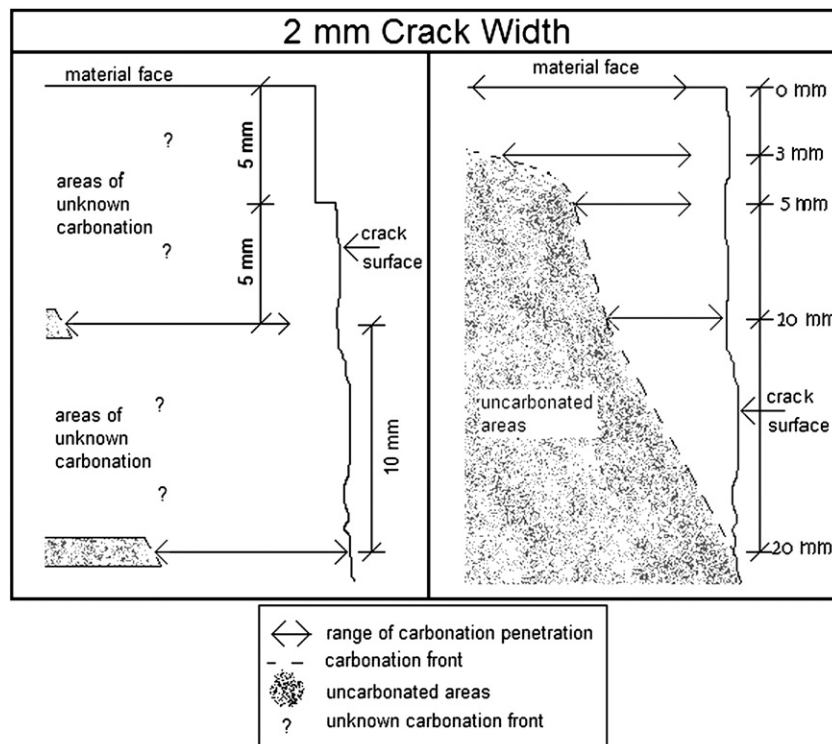 2 mm Crack Width
material face
?
5 mm
areas of
unknown
carbonation
?
5 mm
crack
surface
areas of
unknown
carbonation
?
?
10 mm
material face
0 mm
3 mm
5 mm
10 mm
uncarbonated
areas
crack
surface
20 mm
range of carbonation penetration
carbonation front
uncarbonated areas
? unknown carbonation front